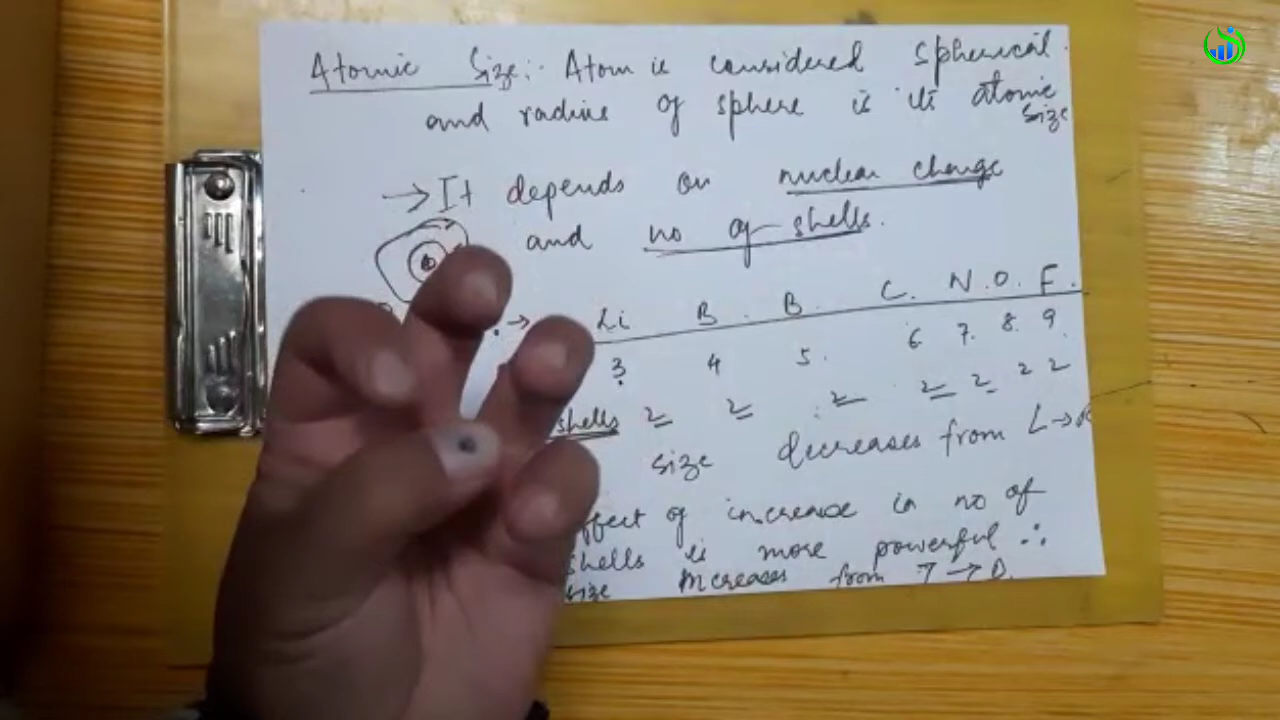 Atomic Size:- Atom is considered spherical.
and radius of sphere is its atomic
size
→ It depends on nuclear charge
and no of shells.
→ Li B. B. C. N. O. F.
3 4 5. 6 7. 8. 9.
shells 2 2 2 2 2 2 2
size decreases from L→R
ffect of increase in no of
shells is more powerful ∴
size increases from T→D.